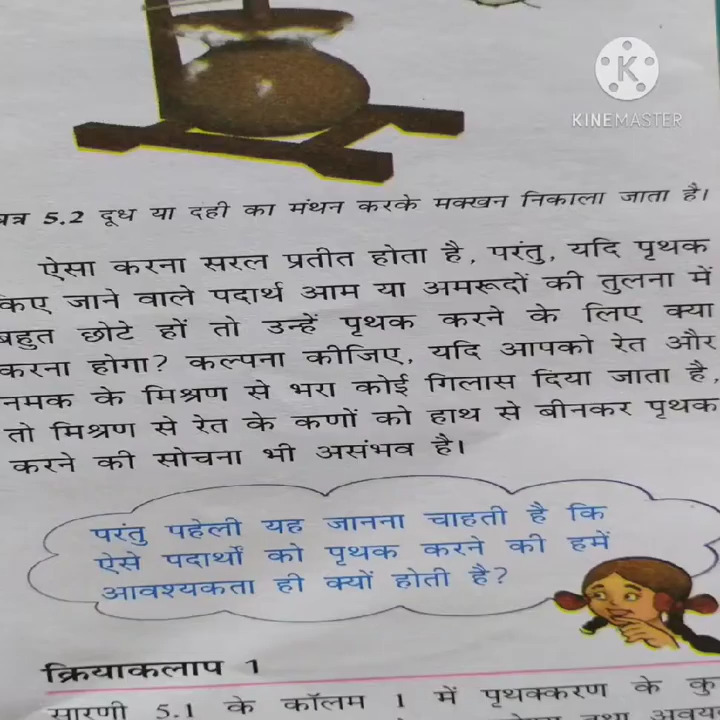 KINEMASTER
5.2 दूध या दही का मंथन करके मक्खन निकाला जाता है।
ऐसा करना सरल प्रतीत होता है, परंतु, यदि पृथक
किए जाने वाले पदार्थ आम या अमरूदों की तुलना में
बहुत छोटे हों तो उन्हें पृथक करने के लिए क्या
करना होगा? कल्पना कीजिए, यदि आपको रेत और
नमक के मिश्रण से भरा कोई गिलास दिया जाता है,
तो मिश्रण से रेत के कणों को हाथ से बीनकर पृथक
करने की सोचना भी असंभव है।
परंतु पहेली यह जानना चाहती है कि
ऐसे पदार्थों को पृथक करने की हमें
आवश्यकता ही क्यों होती है?
क्रियाकलाप 1
सारणी 5.1 के कॉलम 1 में पृथक्करण के